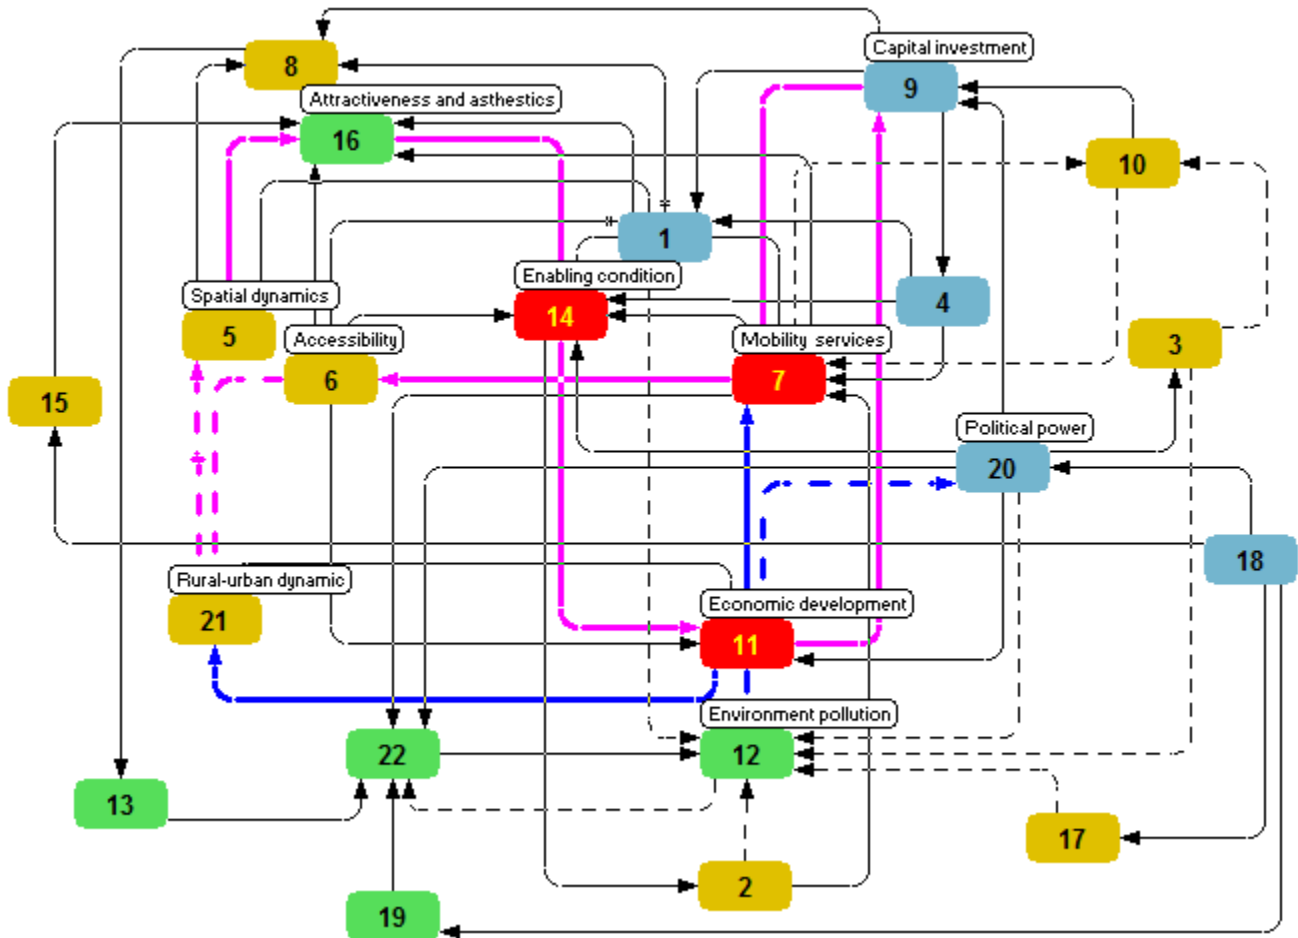 Capital investment
8
9
Attractiveness and asthestics
16
10
1
Enabling condition
Spatial dynamics
14
4
Accessibility
Mobility services
5
3
6
7
15
Political power
20
18
Rural-urban dynamic
Economic development
21
11
Environment pollution
22
12
13
17
2
19